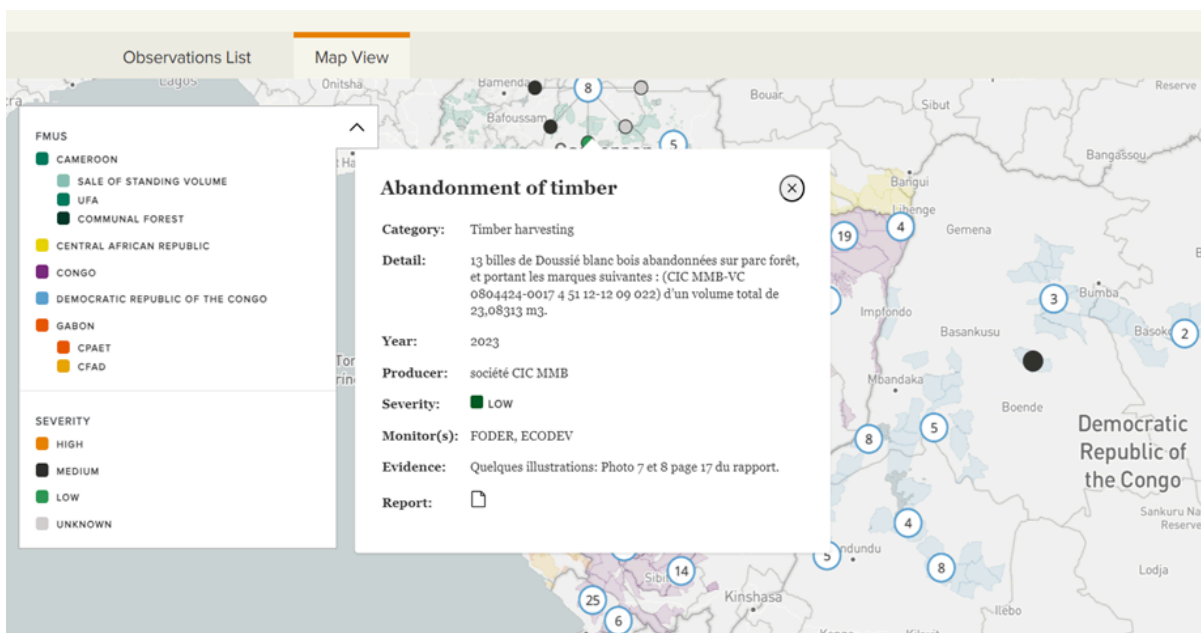 Observations List
Map View
Lagos
Onitsha
Bamenda
8
Bouar
Sibut
Reserve
Bafoussam
5
FMUS
CAMEROON
SALE OF STANDING VOLUME
UFA
COMMUNAL FOREST
CENTRAL AFRICAN REPUBLIC
CONGO
DEMOCRATIC REPUBLIC OF THE CONGO
GABON
CPAET
CFAD
SEVERITY
HIGH
MEDIUM
LOW
UNKNOWN
Abandonment of timber
Category: Timber harvesting
Detail: 13 billes de Doussié blanc bois abandonnées sur parc forêt,
et portant les marques suivantes : (CIC MMB-VC
0804424-0017 4 51 12-12 09 022) d'un volume total de
23,08313 m3.
Year: 2023
Producer: société CIC MMB
Severity: LOW
Monitor(s): FODER, ECODEV
Evidence: Quelques illustrations: Photo 7 et 8 page 17 du rapport.
Report:
Bangassou
Bangui
Libenge
19
4
Gemena
3
Bumba
Impfondo
Basankusu
Basoko
2
Mbandaka
Boende
5
8
Democratic
Republic of
the Congo
Sankuru Na
Reserve
4
5
ndundu
8
Lodja
Sibi
14
25
Kinshasa
6
Ilebo